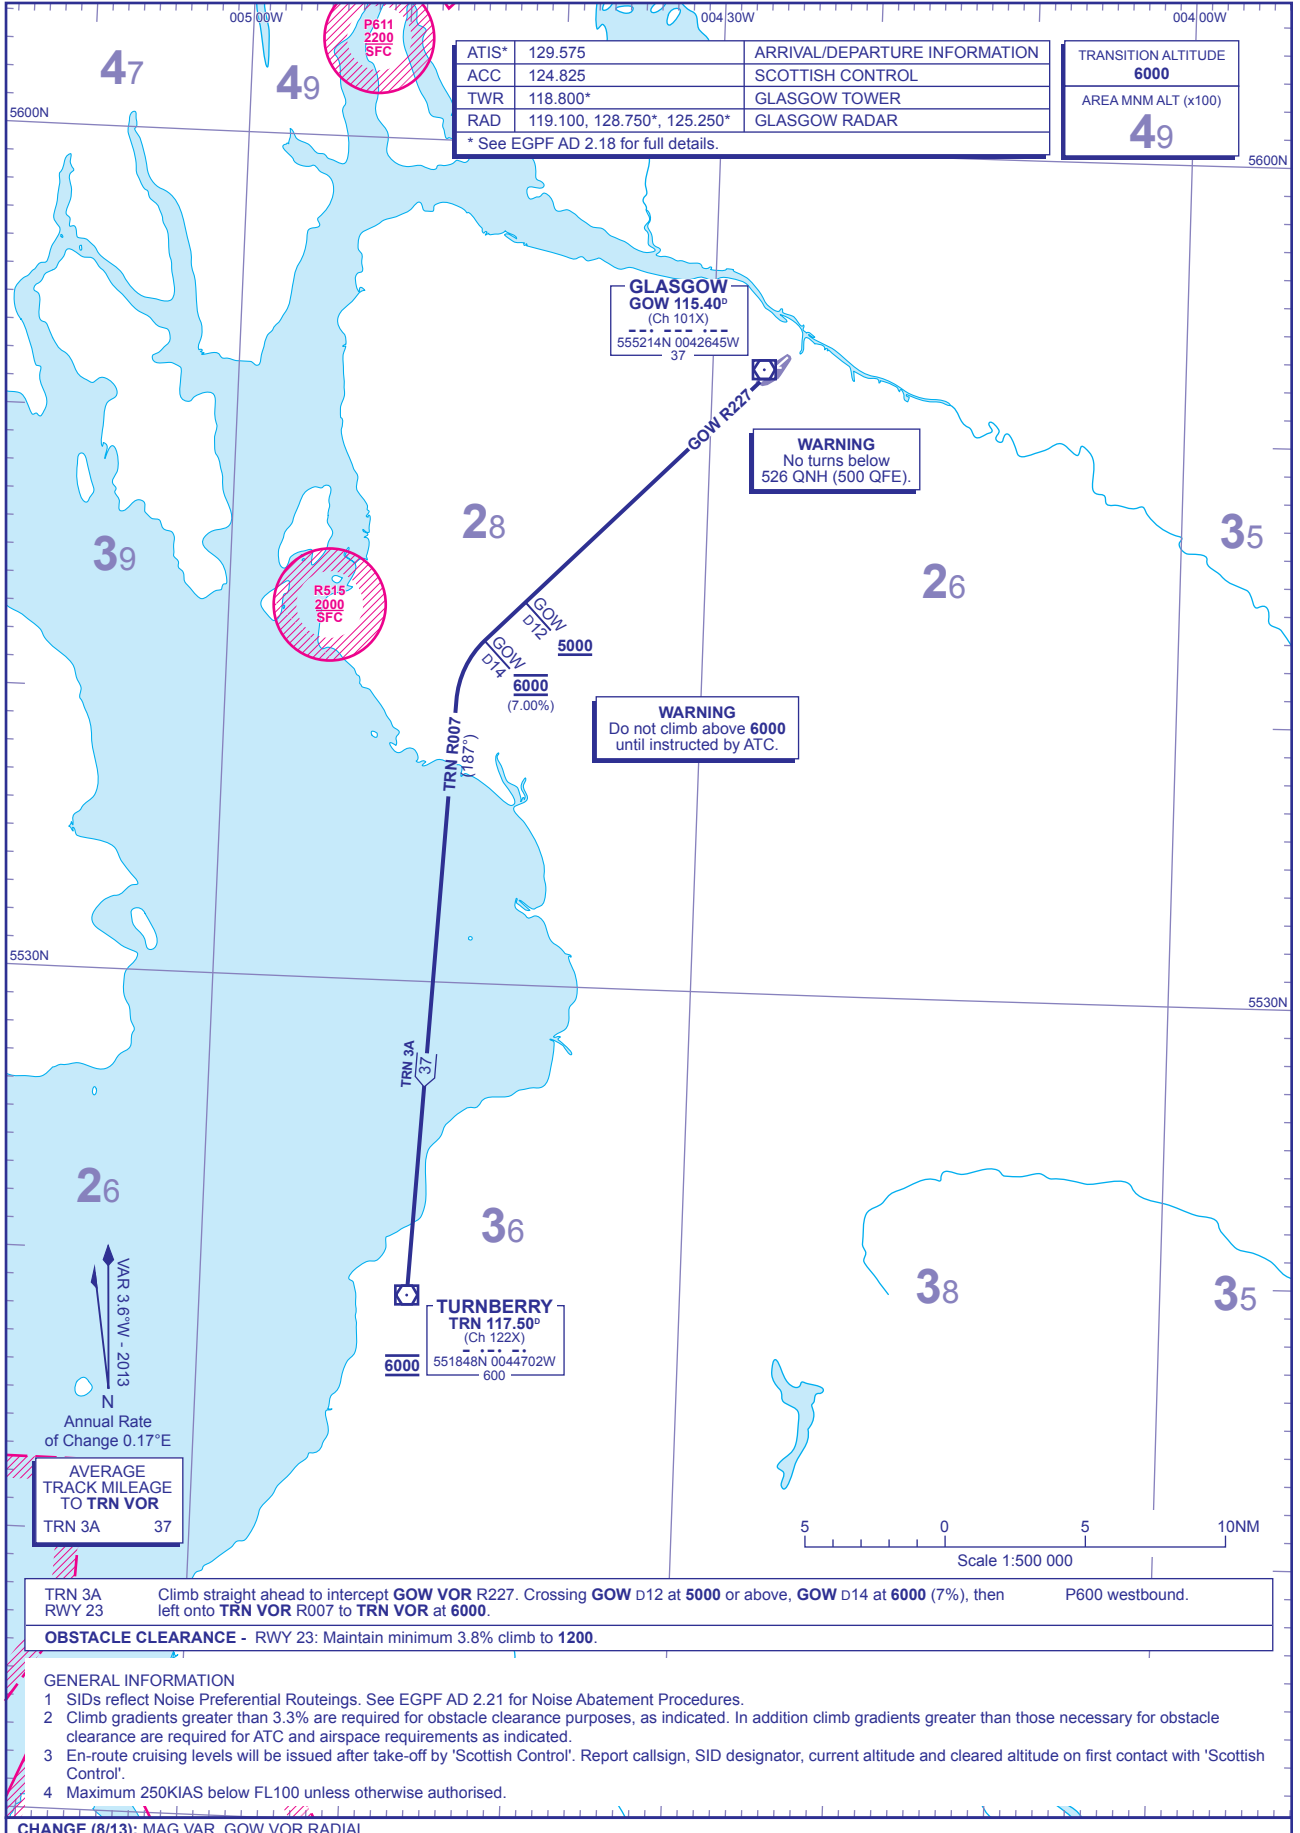 005 00W
004 30W
004 00W
P611
2200
SFC
47
49
ATIS* 129.575 ARRIVAL/DEPARTURE INFORMATION
ACC 124.825 SCOTTISH CONTROL
TWR 118.800* GLASGOW TOWER
RAD 119.100, 128.750*, 125.250* GLASGOW RADAR
* See EGPF AD 2.18 for full details.
TRANSITION ALTITUDE
6000
AREA MNM ALT (x100)
49
5600N
5600N
GLASGOW
GOW 115.40ᴰ
(Ch 101X)
555214N 0042645W
37
GOW R227
WARNING
No turns below
526 QNH (500 QFE).
28
39
35
26
R515
2000
SFC
GOW
D12
5000
GOW
D14
6000
(7.00%)
WARNING
Do not climb above 6000
until instructed by ATC.
TRN R007
(187°)
5530N
5530N
TRN 3A
37
26
36
38
35
VAR 3.6°W - 2013
N
Annual Rate
of Change 0.17°E
TURNBERRY
TRN 117.50ᴰ
(Ch 122X)
551848N 0044702W
600
6000
AVERAGE
TRACK MILEAGE
TO TRN VOR
TRN 3A 37
5 0 5 10NM
Scale 1:500 000
TRN 3A Climb straight ahead to intercept GOW VOR R227. Crossing GOW D12 at 5000 or above, GOW D14 at 6000 (7%), then P600 westbound.
RWY 23 left onto TRN VOR R007 to TRN VOR at 6000.
OBSTACLE CLEARANCE - RWY 23: Maintain minimum 3.8% climb to 1200.
GENERAL INFORMATION
1 SIDs reflect Noise Preferential Routeings. See EGPF AD 2.21 for Noise Abatement Procedures.
2 Climb gradients greater than 3.3% are required for obstacle clearance purposes, as indicated. In addition climb gradients greater than those necessary for obstacle
clearance are required for ATC and airspace requirements as indicated.
3 En-route cruising levels will be issued after take-off by 'Scottish Control'. Report callsign, SID designator, current altitude and cleared altitude on first contact with 'Scottish
Control'.
4 Maximum 250KIAS below FL100 unless otherwise authorised.
CHANGE (8/13): MAG VAR. GOW VOR RADIAL